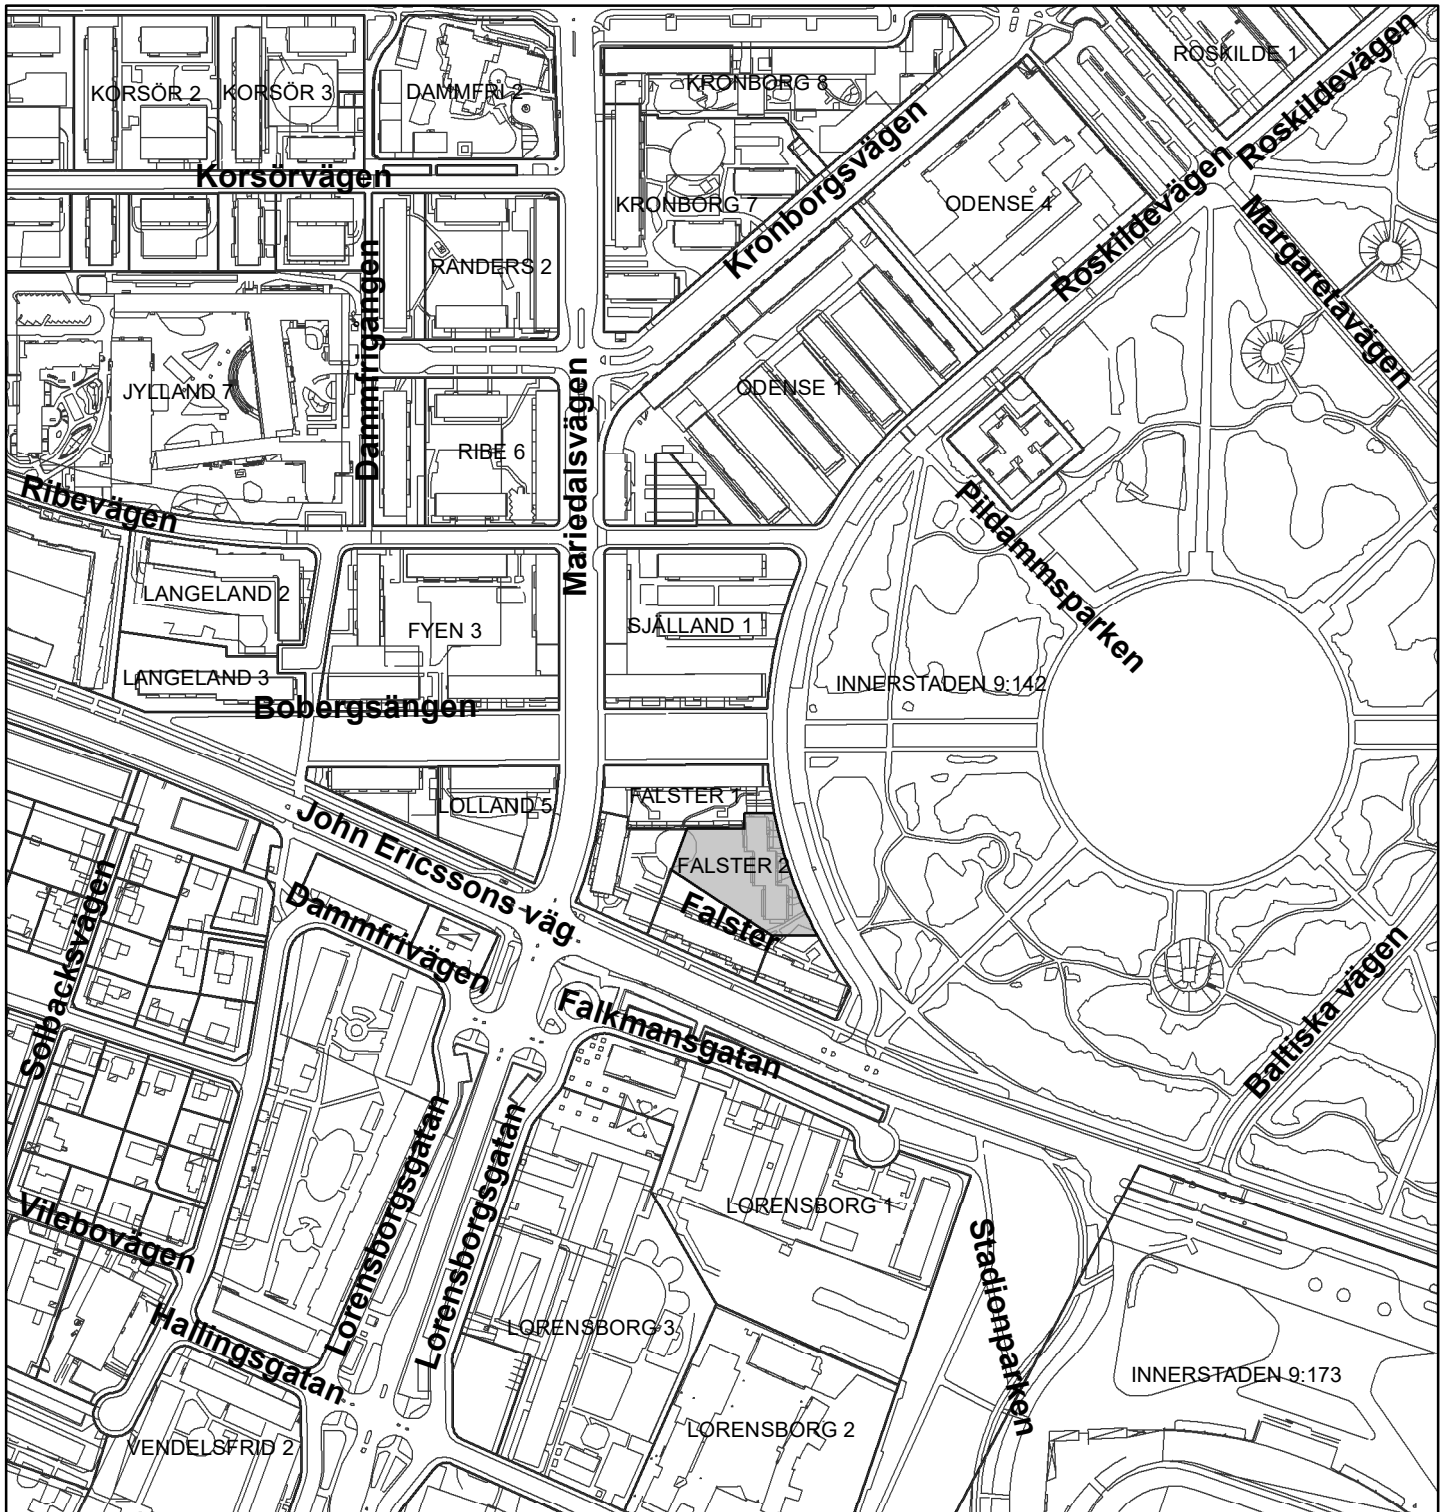 ROSKILDE 1
Roskildevägen
KORSÖR 2
KORSÖR 3
DAMMFRI 2
KRONBORG 8
Kronborgsvägen
Korsörvägen
KRONBORG 7
ODENSE 4
Roskildevägen
Margaretavägen
Dammfrigången
RANDERS 2
JYLLAND 7
Mariedalsvägen
ODENSE 1
RIBE 6
Ribevägen
Pildammsparken
LANGELAND 2
FYEN 3
SJÄLLAND 1
LANGELAND 3
INNERSTADEN 9:142
Bobergsängen
John Ericssons väg
LOLLAND 5
FALSTER 1
FALSTER 2
Solbacksvägen
Dammfrivägen
Falster
Falkmansgatan
Baltiska vägen
Lorensborgsgatan
Lorensborgsgatan
Vilebovägen
LORENSBORG 1
Stadionparken
Hallingsgatan
LORENSBORG 3
INNERSTADEN 9:173
VENDELSFRID 2
LORENSBORG 2